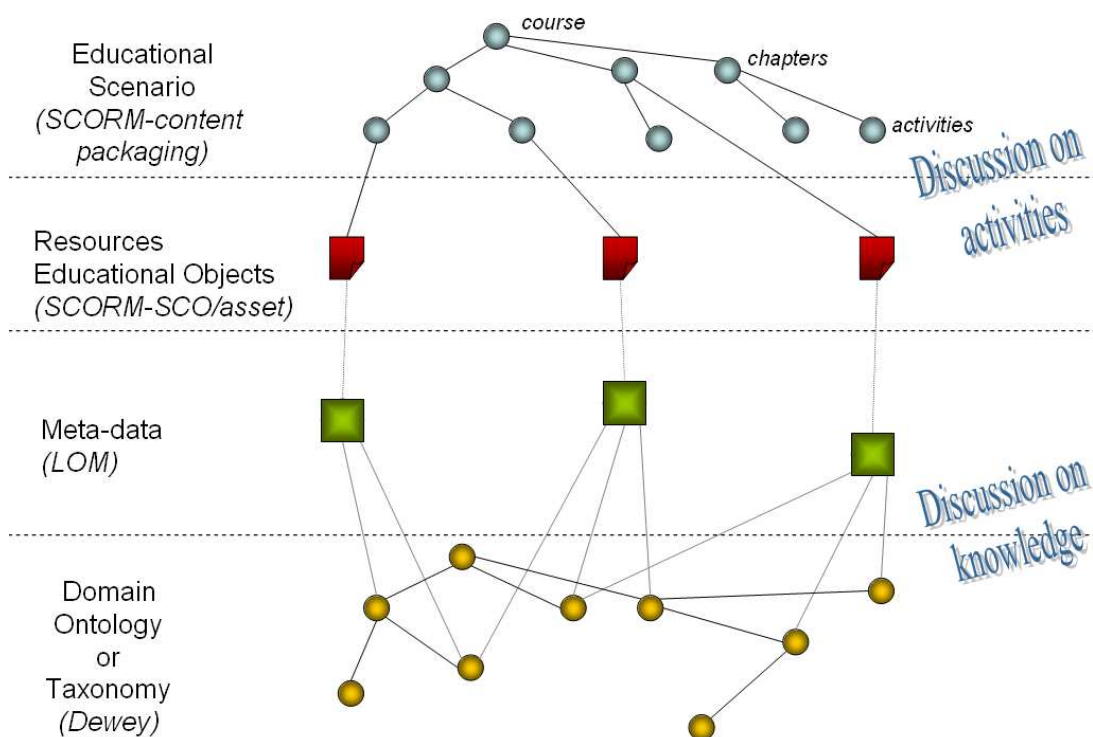 course
Educational
Scenario
(SCORM-content
packaging)
chapters
activities
Discussion on
activities
Resources
Educational Objects
(SCORM-SCO/asset)
Meta-data
(LOM)
Discussion on
knowledge
Domain
Ontology
or
Taxonomy
(Dewey)